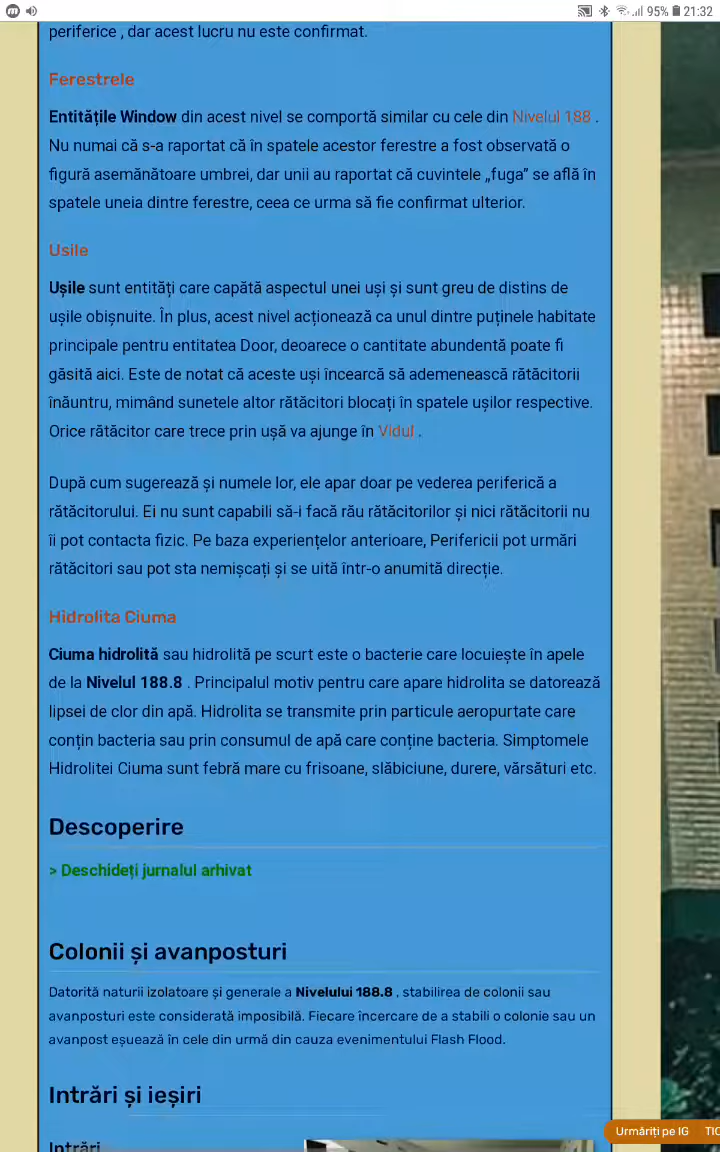 95% 21:32
periferice , dar acest lucru nu este confirmat.
Ferestrele
Entitățile Window din acest nivel se comportă similar cu cele din Nivelul 188 .
Nu numai că s-a raportat că în spatele acestor ferestre a fost observată o
figură asemănătoare umbrei, dar unii au raportat că cuvintele „fuga” se află în
spatele uneia dintre ferestre, ceea ce urma să fie confirmat ulterior.
Usile
Ușile sunt entități care capătă aspectul unei uși și sunt greu de distins de
ușile obișnuite. În plus, acest nivel acționează ca unul dintre puținele habitate
principale pentru entitatea Door, deoarece o cantitate abundentă poate fi
găsită aici. Este de notat că aceste uși încearcă să ademenească rătăcitorii
înăuntru, mimând sunetele altor rătăcitori blocați în spatele ușilor respective.
Orice rătăcitor care trece prin ușă va ajunge în Vidul .
După cum sugerează și numele lor, ele apar doar pe vederea periferică a
rătăcitorului. Ei nu sunt capabili să-i facă rău rătăcitorilor și nici rătăcitorii nu
îi pot contacta fizic. Pe baza experiențelor anterioare, Perifericii pot urmări
rătăcitori sau pot sta nemișcați și se uită într-o anumită direcție.
Hidrolita Ciuma
Ciuma hidrolită sau hidrolită pe scurt este o bacterie care locuiește în apele
de la Nivelul 188.8 . Principalul motiv pentru care apare hidrolita se datorează
lipsei de clor din apă. Hidrolita se transmite prin particule aeropurtate care
conțin bacteria sau prin consumul de apă care conține bacteria. Simptomele
Hidrolitei Ciuma sunt febră mare cu frisoane, slăbiciune, durere, vărsături etc.
Descoperire
> Deschideți jurnalul arhivat
Colonii și avanposturi
Datorită naturii izolatoare și generale a Nivelului 188.8 , stabilirea de colonii sau
avanposturi este considerată imposibilă. Fiecare încercare de a stabili o colonie sau un
avanpost eșuează în cele din urmă din cauza evenimentului Flash Flood.
Intrări și ieșiri
Intrări
Urmăriți pe IG TIC